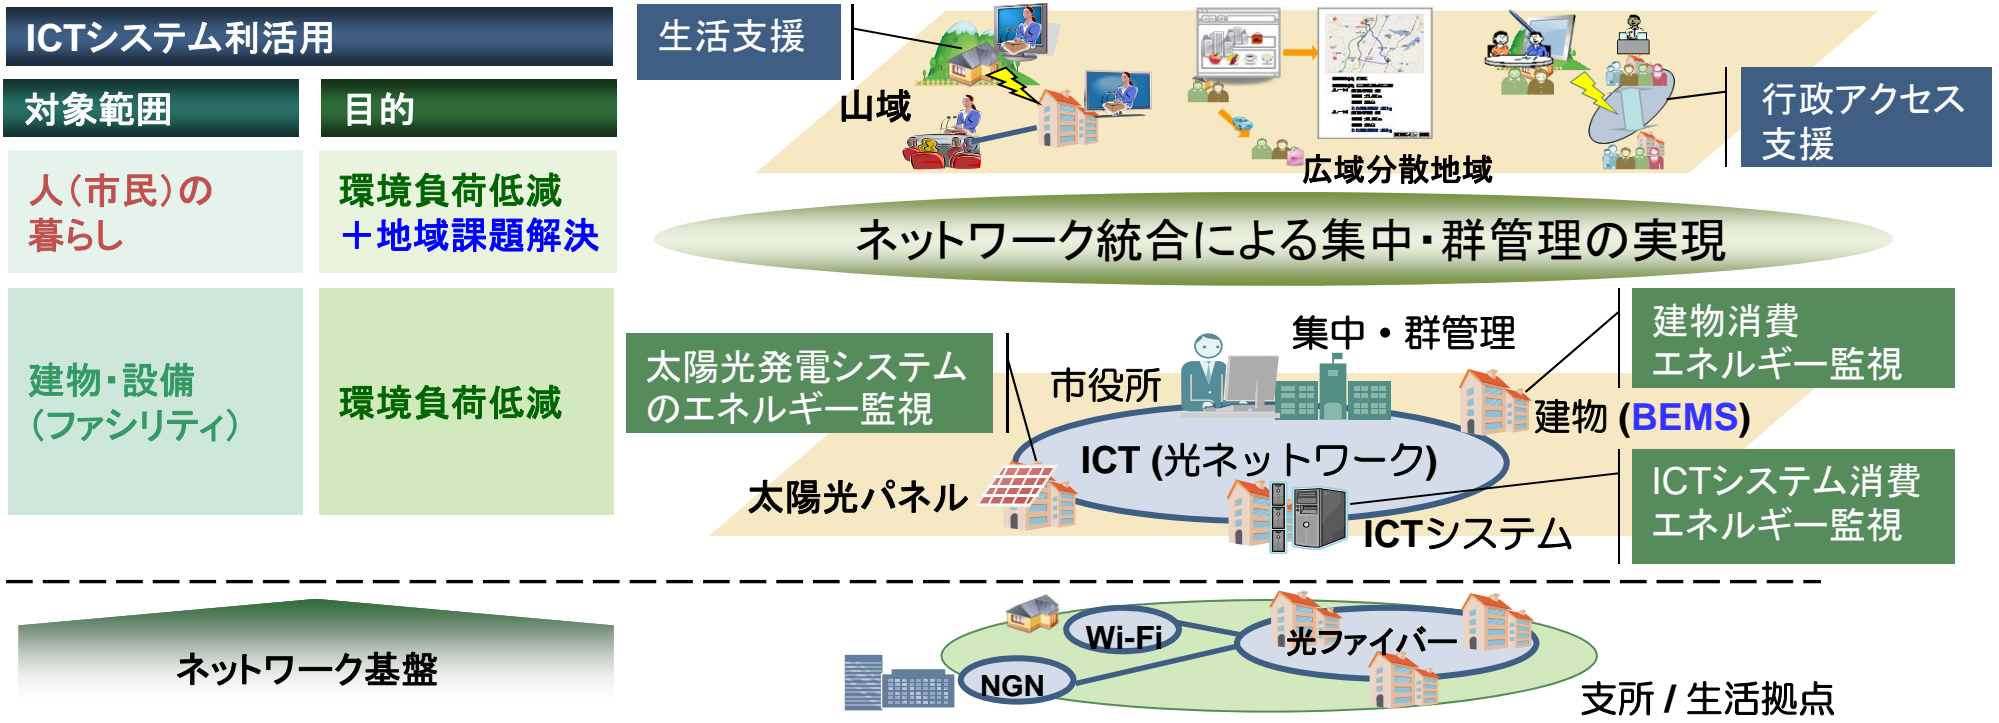 ICTシステム利活用
対象範囲
目的
人(市民)の
暮らし
環境負荷低減
＋地域課題解決
建物・設備
(ファシリティ)
環境負荷低減
生活支援
山域
広域分散地域
行政アクセス
支援
ネットワーク統合による集中・群管理の実現
太陽光発電システム
のエネルギー監視
市役所
集中・群管理
建物消費
エネルギー監視
建物 (BEMS)
ICT (光ネットワーク)
太陽光パネル
ICTシステム
ICTシステム消費
エネルギー監視
ネットワーク基盤
Wi-Fi
光ファイバー
NGN
支所 / 生活拠点